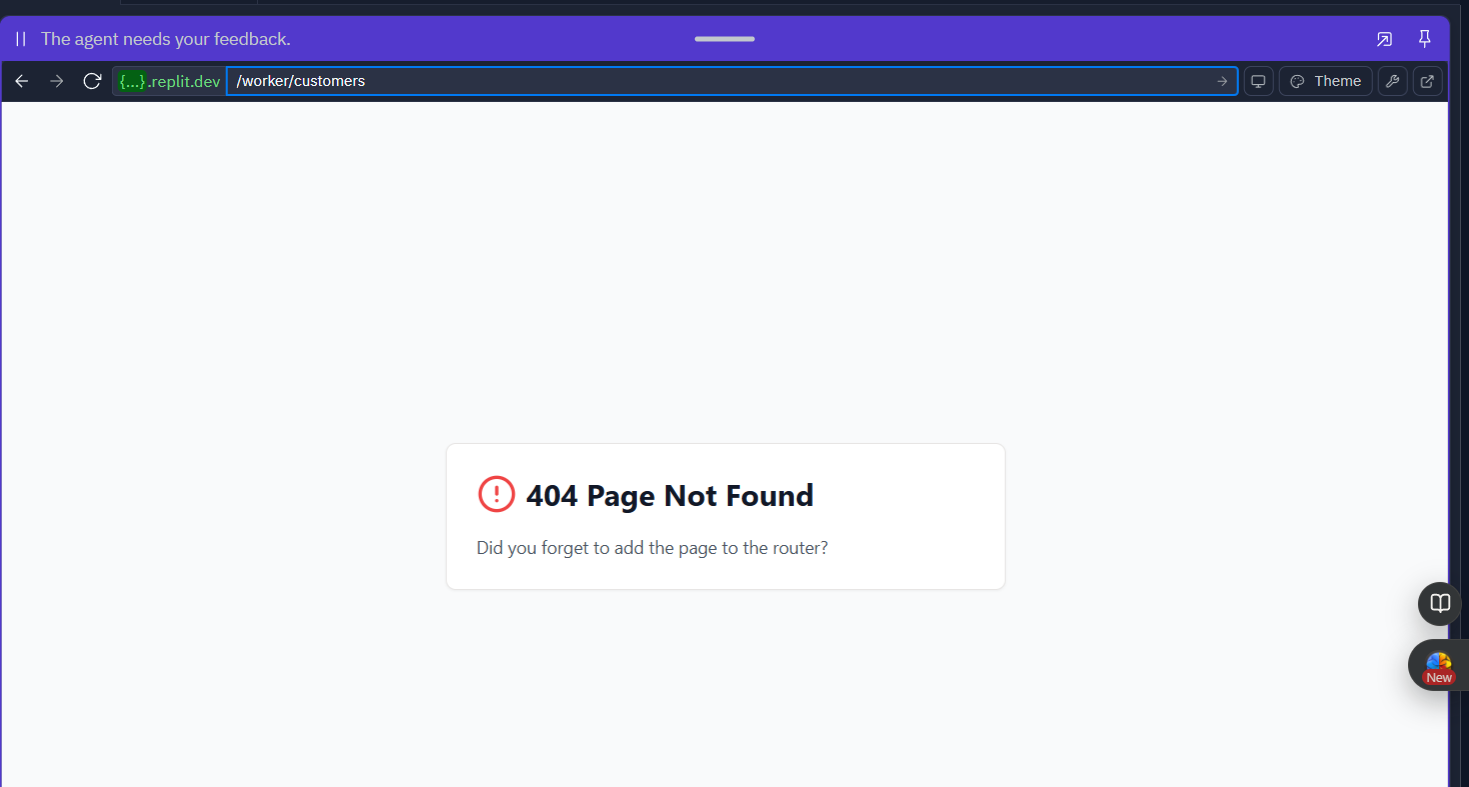 The agent needs your feedback.
{...}.replit.dev /worker/customers Theme
404 Page Not Found
Did you forget to add the page to the router?
New